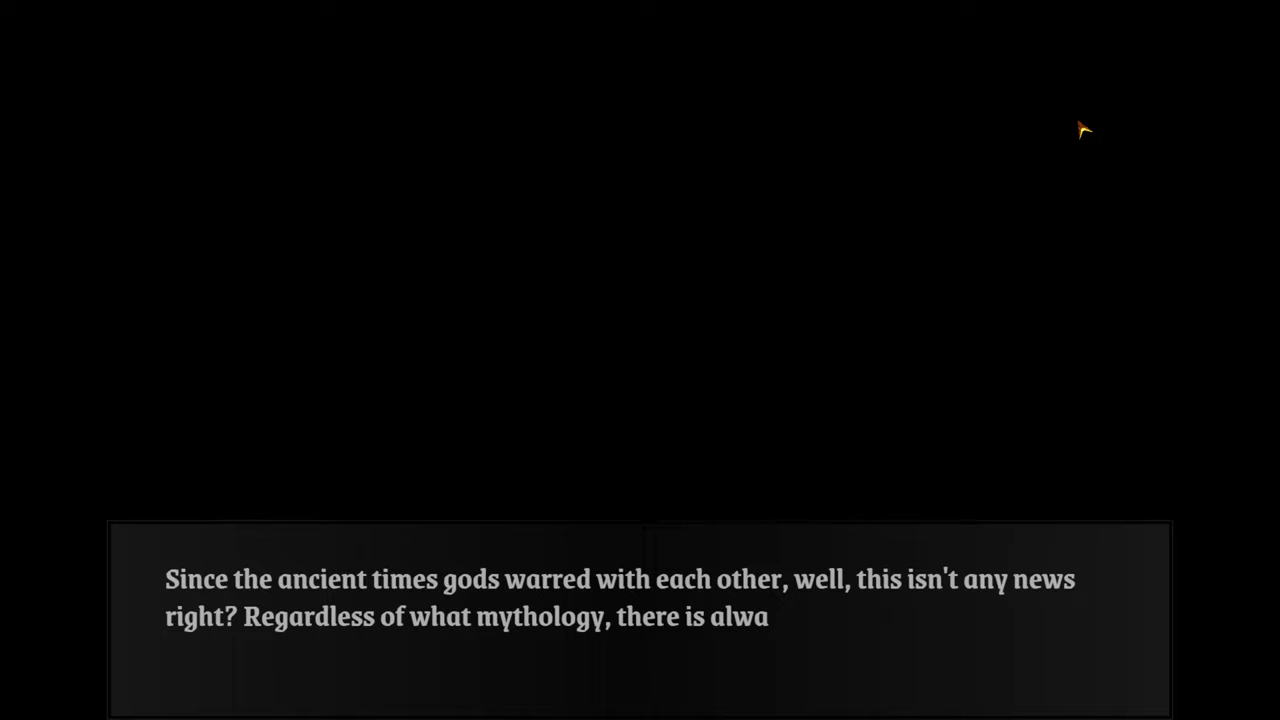 Since the ancient times gods warred with each other, well, this isn't any news
right? Regardless of what mythology, there is alwa